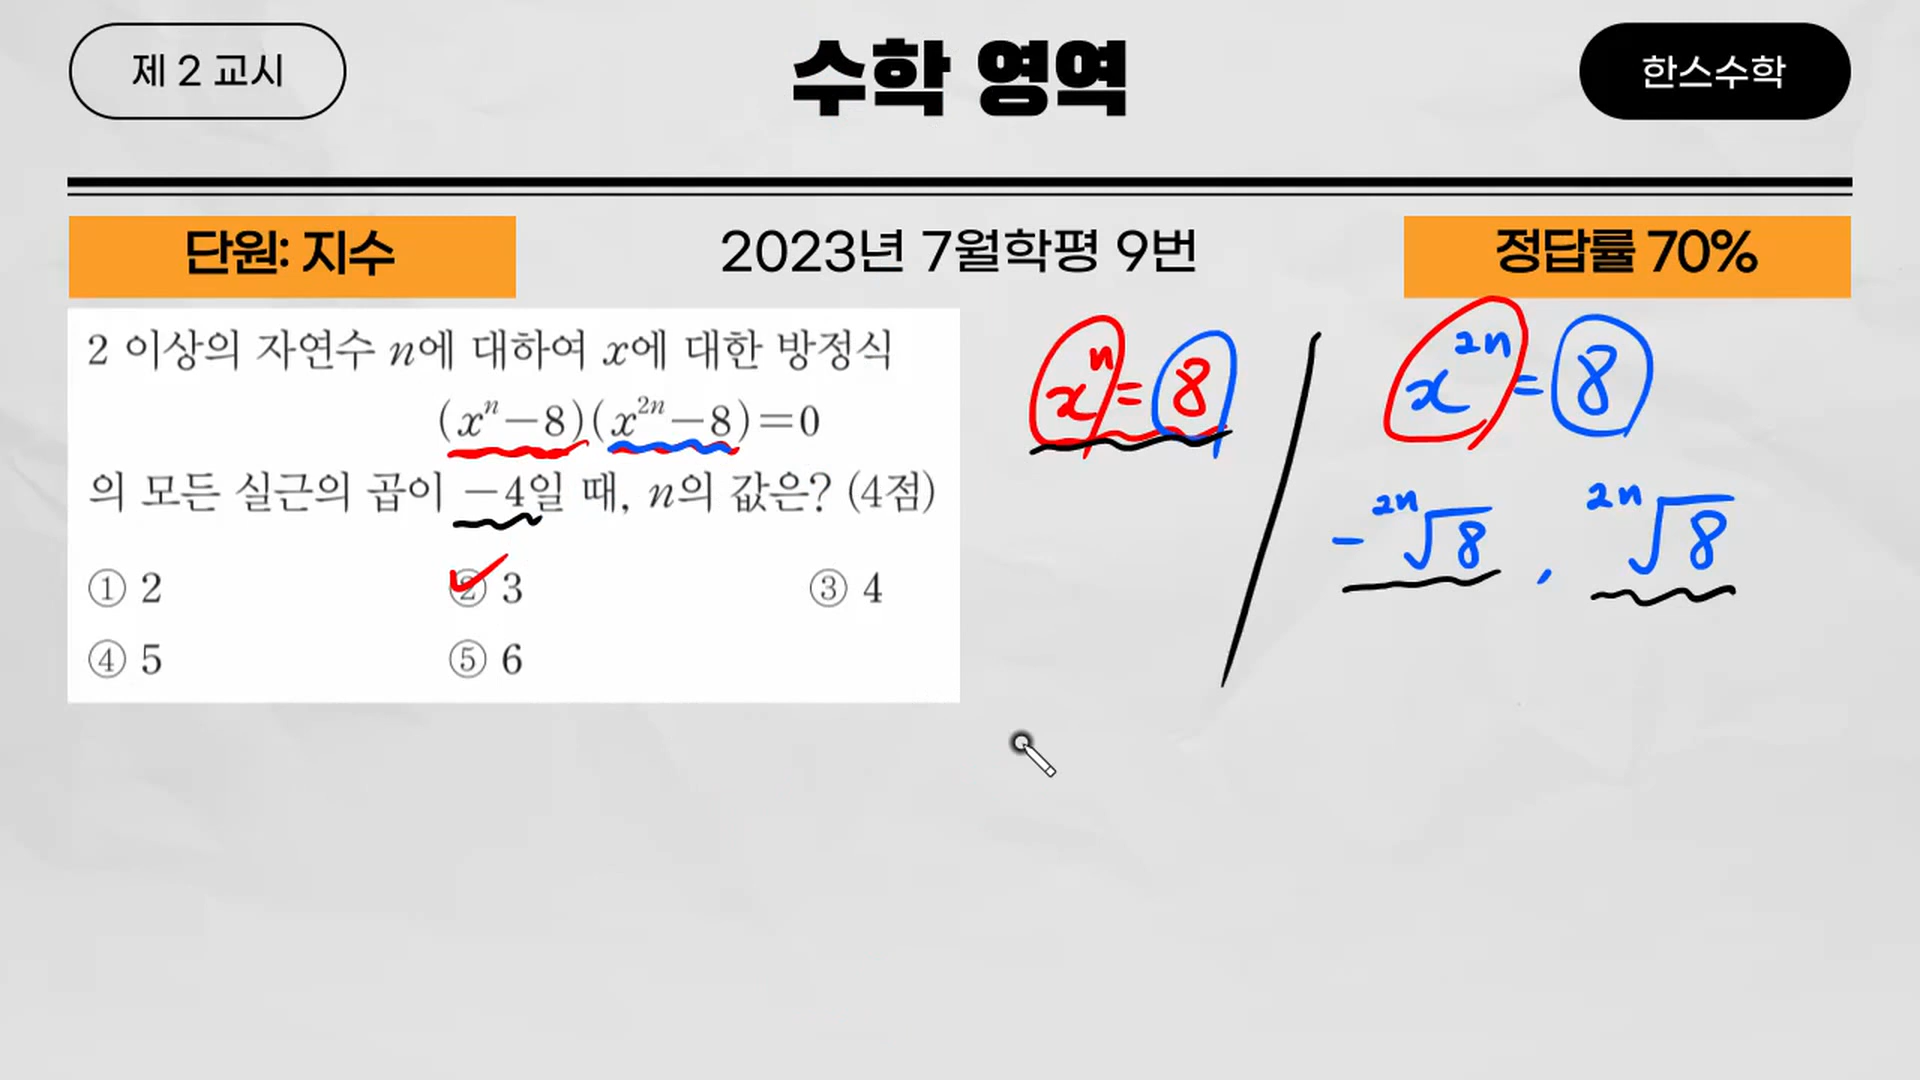 제 2 교시
수학 영역
한스수학
단원: 지수
2023년 7월학평 9번
정답률 70%
2 이상의 자연수 n에 대하여 x에 대한 방정식
(xⁿ−8)(x²ⁿ−8)=0
의 모든 실근의 곱이 −4일 때, n의 값은? (4점)
① 2 ② 3 ③ 4
④ 5 ⑤ 6
xⁿ = 8
x²ⁿ = 8
− ²ⁿ√8 , ²ⁿ√8